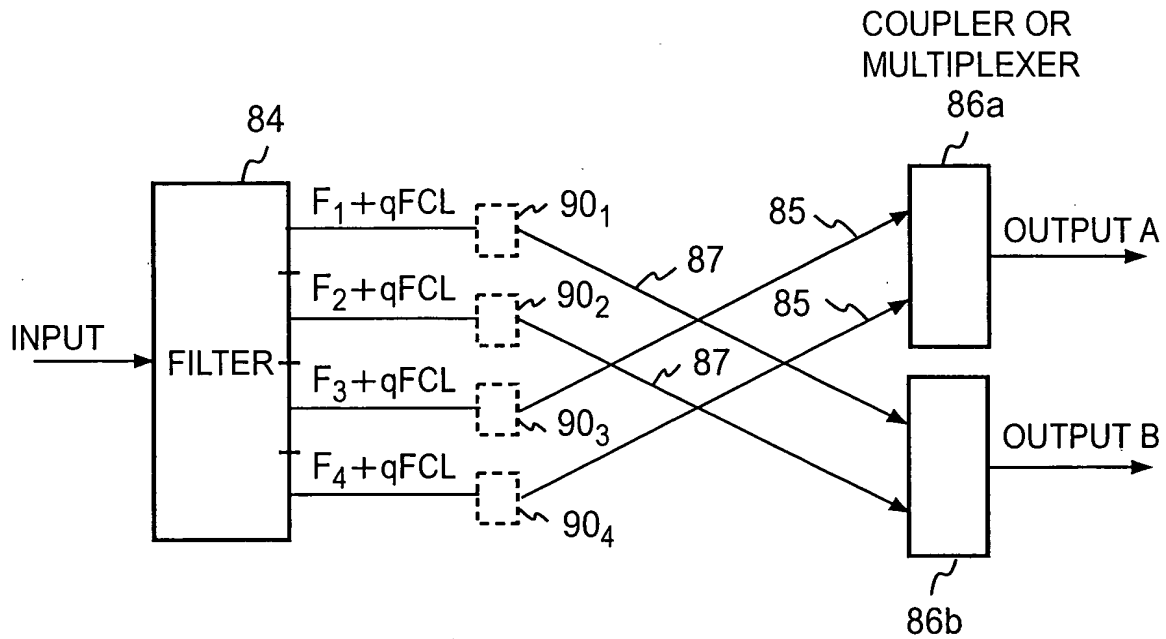 COUPLER OR
MULTIPLEXER
86a
84
F₁+qFCL
90₁
85
OUTPUT A
87
F₂+qFCL
90₂
85
INPUT
FILTER
F₃+qFCL
87
90₃
OUTPUT B
F₄+qFCL
90₄
86b